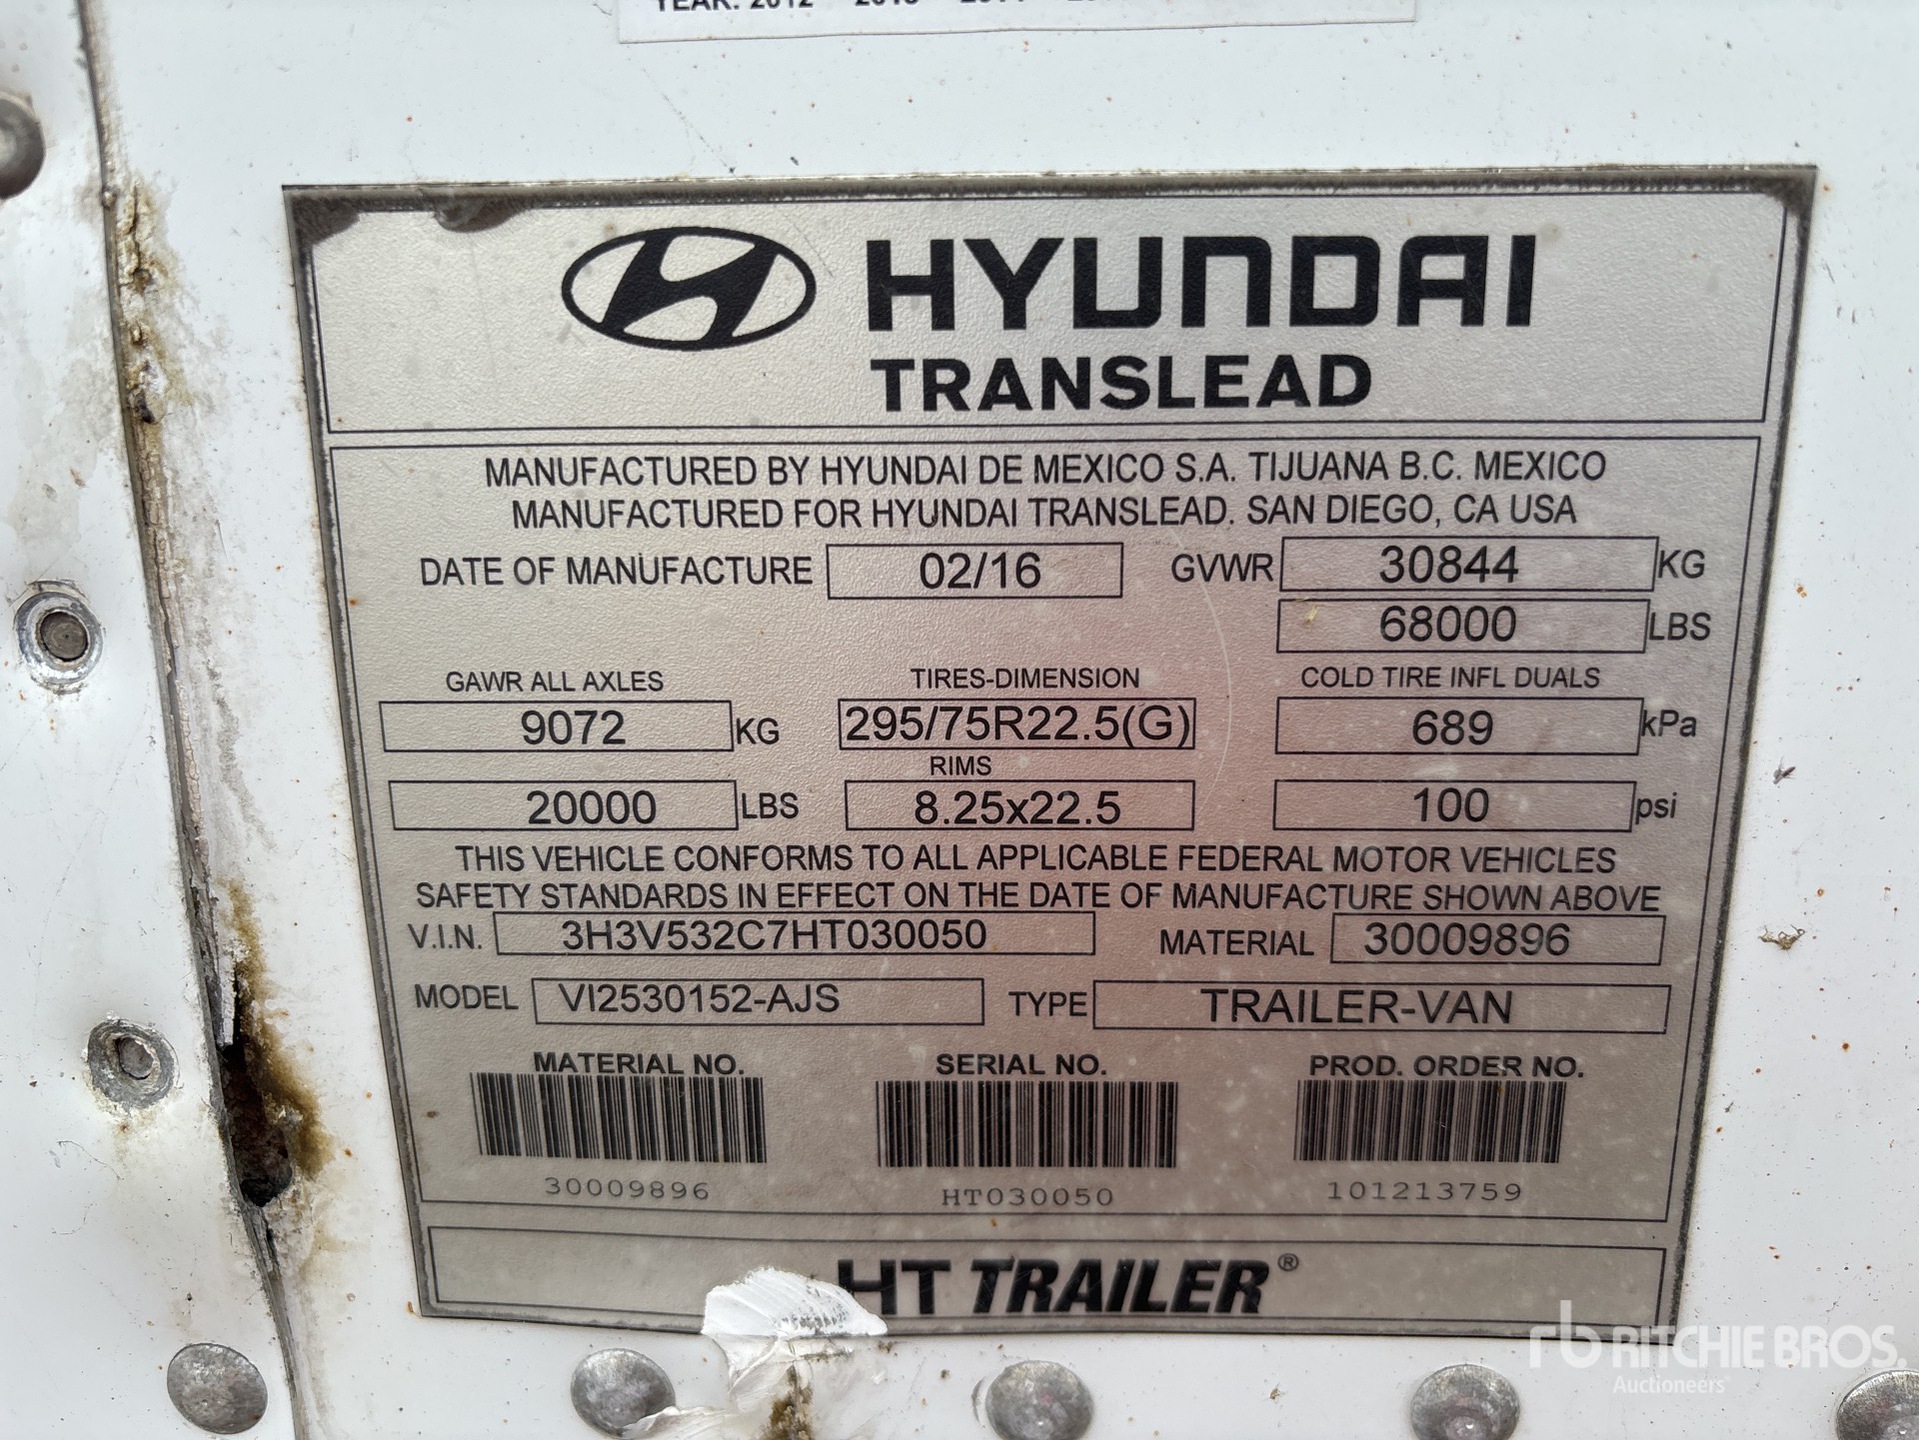 YEAR: 2012 2013 2014
HYUNDAI
TRANSLEAD
MANUFACTURED BY HYUNDAI DE MEXICO S.A. TIJUANA B.C. MEXICO
MANUFACTURED FOR HYUNDAI TRANSLEAD. SAN DIEGO, CA USA
DATE OF MANUFACTURE 02/16 GVWR 30844 KG
68000 LBS
GAWR ALL AXLES TIRES-DIMENSION COLD TIRE INFL DUALS
9072 KG 295/75R22.5(G) 689 kPa
RIMS
20000 LBS 8.25x22.5 100 psi
THIS VEHICLE CONFORMS TO ALL APPLICABLE FEDERAL MOTOR VEHICLES
SAFETY STANDARDS IN EFFECT ON THE DATE OF MANUFACTURE SHOWN ABOVE
V.I.N. 3H3V532C7HT030050 MATERIAL 30009896
MODEL VI2530152-AJS TYPE TRAILER-VAN
MATERIAL NO. SERIAL NO. PROD. ORDER NO.
30009896 HT030050 101213759
HT TRAILER®
rb RITCHIE BROS.
Auctioneers